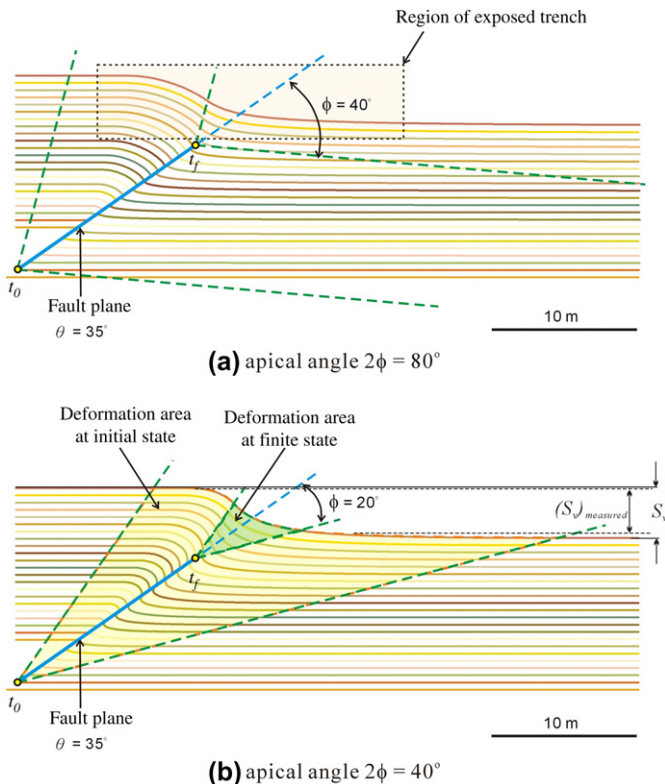 Region of exposed trench
ϕ = 40°
t_f
t_0
Fault plane
θ = 35°
10 m
(a) apical angle 2ϕ = 80°
Deformation area
at initial state
Deformation area
at finite state
ϕ = 20°
(S_v)_measured
t_f
t_0
Fault plane
θ = 35°
10 m
(b) apical angle 2ϕ = 40°